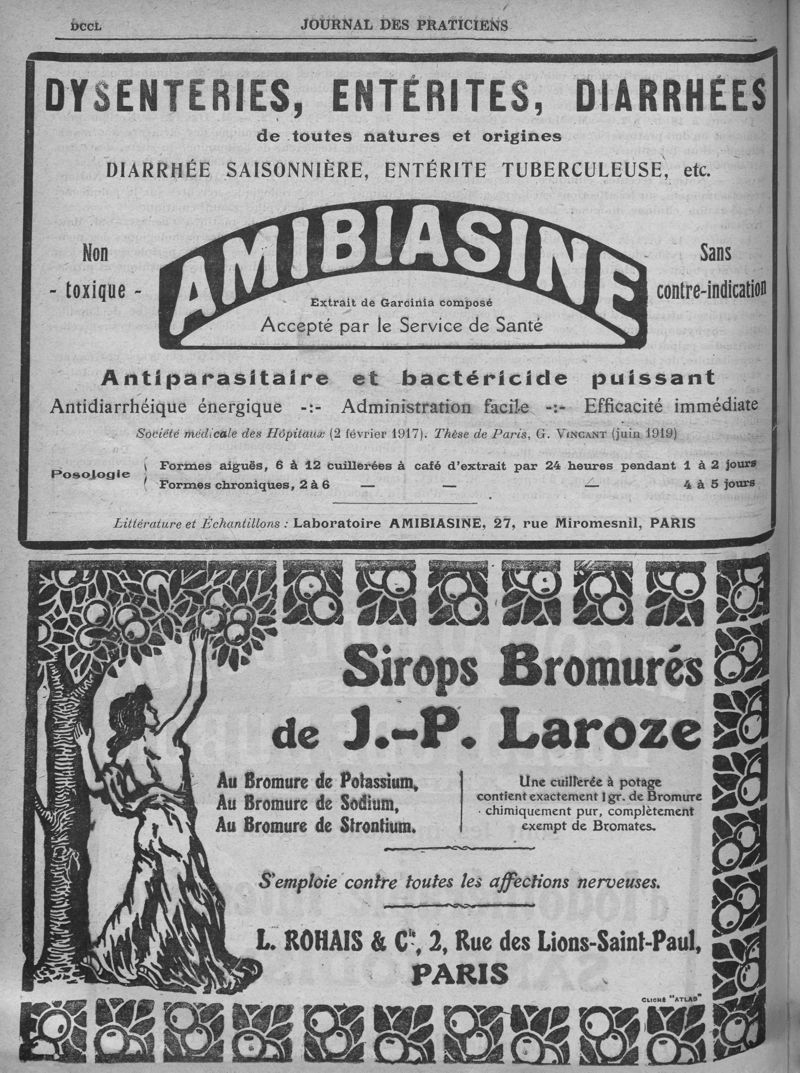 DCCL
JOURNAL DES PRATICIENS
DYSENTERIES, ENTÉRITES, DIARRHÉES
de toutes natures et origines
DIARRHÉE SAISONNIÈRE, ENTÉRITE TUBERCULEUSE, etc.
Non
- toxique -
AMIBIASINE
Extrait de Garcinia composé
Accepté par le Service de Santé
Sans
contre-indication
Antiparasitaire et bactéricide puissant
Antidiarrhéique énergique -:- Administration facile -:- Efficacité immédiate
Société médicale des Hôpitaux (2 février 1917). Thèse de Paris, G. VINCANT (juin 1919)
Posologie
Formes aiguës, 6 à 12 cuillerées à café d'extrait par 24 heures pendant 1 à 2 jours
Formes chroniques, 2 à 6 — — — 4 à 5 jours
Littérature et Échantillons : Laboratoire AMIBIASINE, 27, rue Miromesnil, PARIS
Sirops Bromurés
de J.-P. Laroze
Au Bromure de Potassium,
Au Bromure de Sodium,
Au Bromure de Strontium.
Une cuillerée à potage
contient exactement 1 gr. de Bromure
chimiquement pur, complètement
exempt de Bromates.
S'emploie contre toutes les affections nerveuses.
L. ROHAIS & Cie, 2, Rue des Lions-Saint-Paul,
PARIS
CLICHÉ "ATLAS"